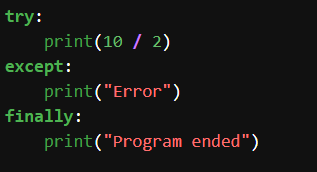 try:
    print(10 / 2)
except:
    print("Error")
finally:
    print("Program ended")